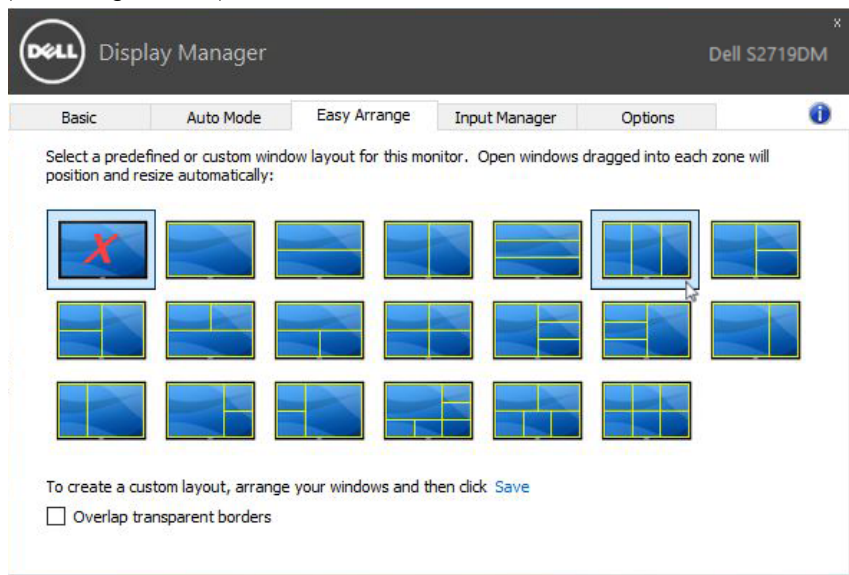 x
DELL Display Manager
Dell S2719DM
Basic Auto Mode Easy Arrange Input Manager Options i
Select a predefined or custom window layout for this monitor. Open windows dragged into each zone will
position and resize automatically:
X
To create a custom layout, arrange your windows and then click Save
Overlap transparent borders